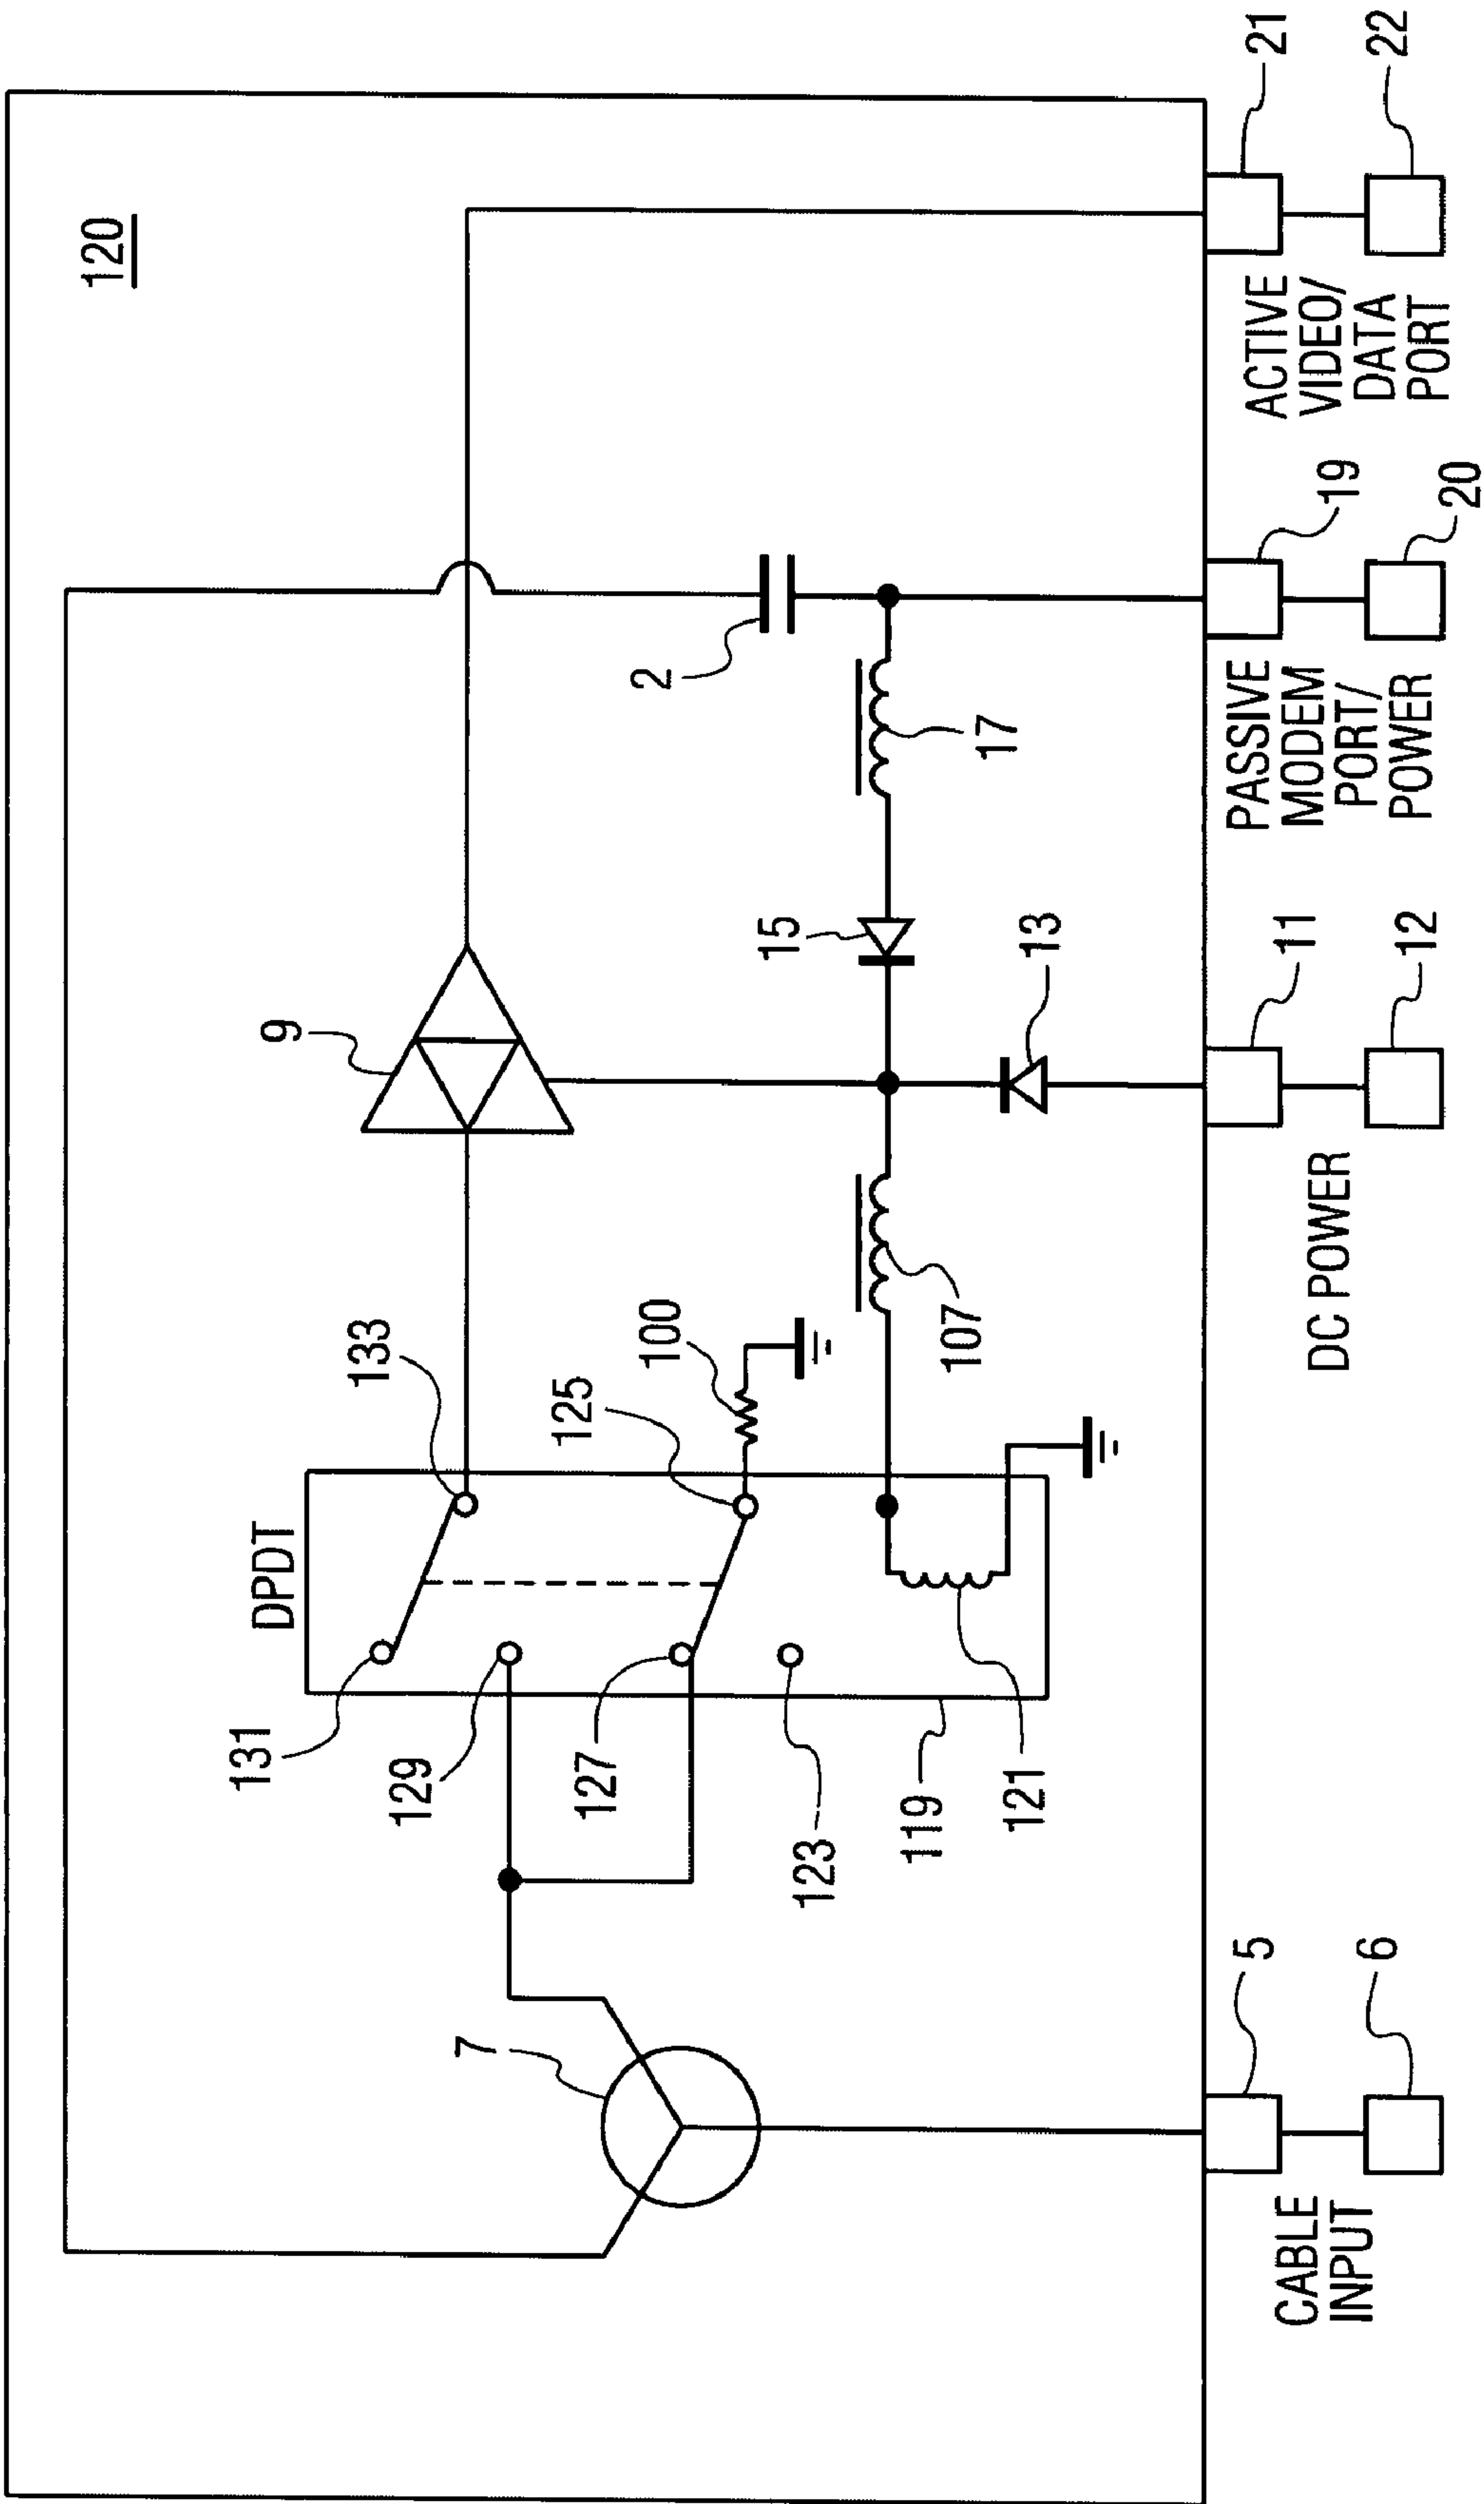 120
9
133
DPDT
131
129
7
125
100
127
123
119
121
107
2
15
17
13
CABLE
INPUT
5
6
DC POWER
11
12
PASSIVE
MODEM
PORT/
POWER
19
20
ACTIVE
VIDEO/
DATA
PORT
21
22